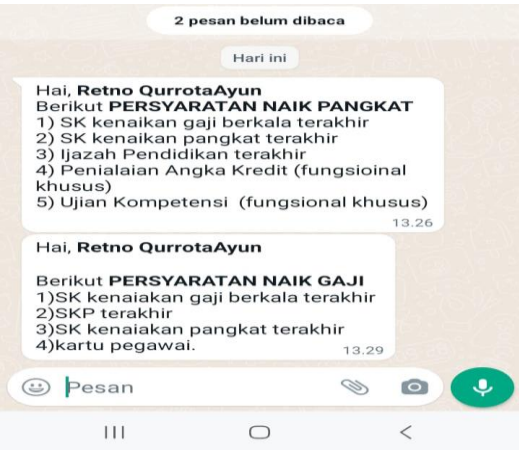 2 pesan belum dibaca
Hari ini
Hai, Retno QurrotaAyun
Berikut PERSYARATAN NAIK PANGKAT
1) SK kenaikan gaji berkala terakhir
2) SK kenaikan pangkat terakhir
3) Ijazah Pendidikan terakhir
4) Penialaian Angka Kredit (fungsioinal
khusus)
5) Ujian Kompetensi (fungsional khusus)
13.26
Hai, Retno QurrotaAyun
Berikut PERSYARATAN NAIK GAJI
1)SK kenaiakan gaji berkala terakhir
2)SKP terakhir
3)SK kenaiakan pangkat terakhir
4)kartu pegawai.
13.29
Pesan